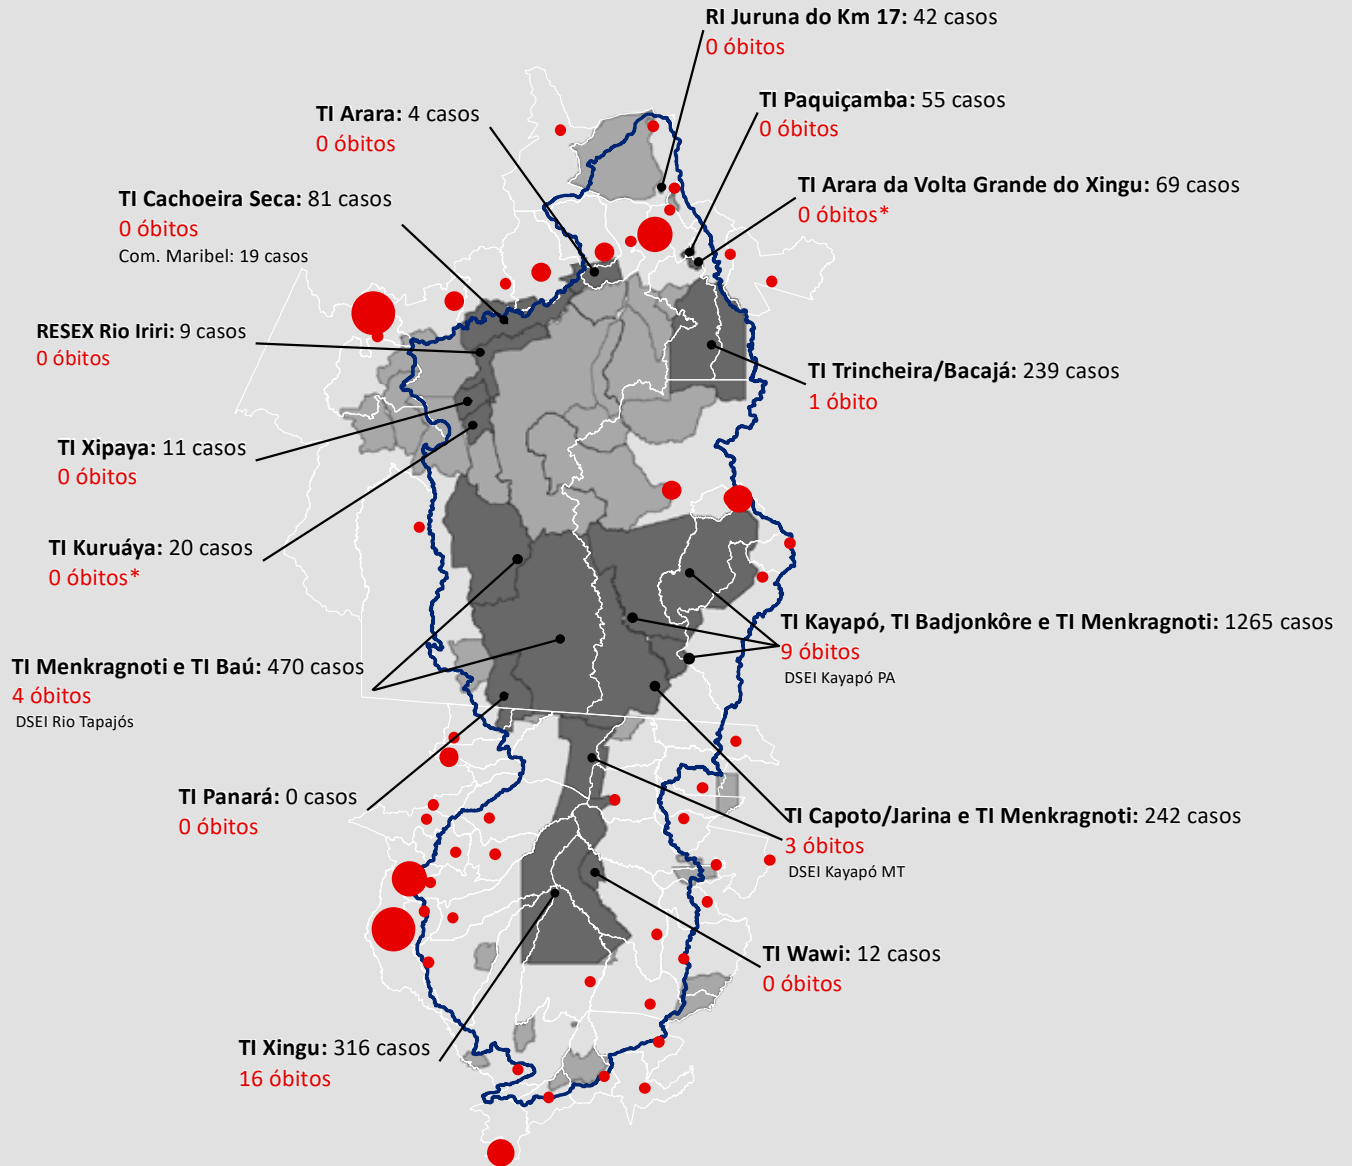 RI Juruna do Km 17: 42 casos
0 óbitos
TI Paquiçamba: 55 casos
0 óbitos
TI Arara: 4 casos
0 óbitos
TI Arara da Volta Grande do Xingu: 69 casos
0 óbitos*
TI Cachoeira Seca: 81 casos
0 óbitos
Com. Maribel: 19 casos
RESEX Rio Iriri: 9 casos
0 óbitos
TI Trincheira/Bacajá: 239 casos
1 óbito
TI Xipaya: 11 casos
0 óbitos
TI Kuruáya: 20 casos
0 óbitos*
TI Kayapó, TI Badjonkôre e TI Menkragnoti: 1265 casos
9 óbitos
DSEI Kayapó PA
TI Menkragnoti e TI Baú: 470 casos
4 óbitos
DSEI Rio Tapajós
TI Panará: 0 casos
0 óbitos
TI Capoto/Jarina e TI Menkragnoti: 242 casos
3 óbitos
DSEI Kayapó MT
TI Wawi: 12 casos
0 óbitos
TI Xingu: 316 casos
16 óbitos